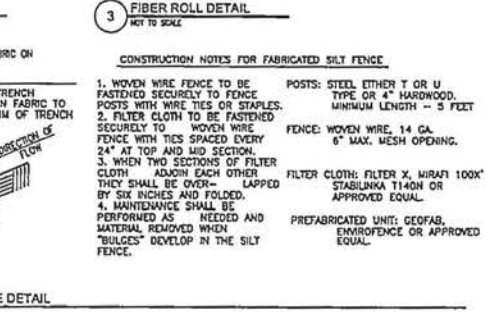 3 FIBER ROLL DETAIL
NOT TO SCALE
RIC ON
TRENCH
N FABRIC TO
M OF TRENCH
DIRECTION OF
FLOW
CONSTRUCTION NOTES FOR FABRICATED SILT FENCE
1. WOVEN WIRE FENCE TO BE
FASTENED SECURELY TO FENCE
POSTS WITH WIRE TIES OR STAPLES.
2. FILTER CLOTH TO BE FASTENED
SECURELY TO WOVEN WIRE
FENCE WITH TIES SPACED EVERY
24" AT TOP AND MID SECTION.
3. WHEN TWO SECTIONS OF FILTER
CLOTH ADJOIN EACH OTHER
THEY SHALL BE OVER- LAPPED
BY SIX INCHES AND FOLDED.
4. MAINTENANCE SHALL BE
PERFORMED AS NEEDED AND
MATERIAL REMOVED WHEN
"BULGES" DEVELOP IN THE SILT
FENCE.
POSTS: STEEL EITHER T OR U
TYPE OR 4" HARDWOOD.
MINIMUM LENGTH -- 5 FEET
FENCE: WOVEN WIRE, 14 GA.
6" MAX. MESH OPENING.
FILTER CLOTH: FILTER X, MIRAFI 100X"
STABILINKA T140N OR
APPROVED EQUAL.
PREFABRICATED UNIT: GEOFAB,
ENVIROFENCE OR APPROVED
EQUAL.
E DETAIL